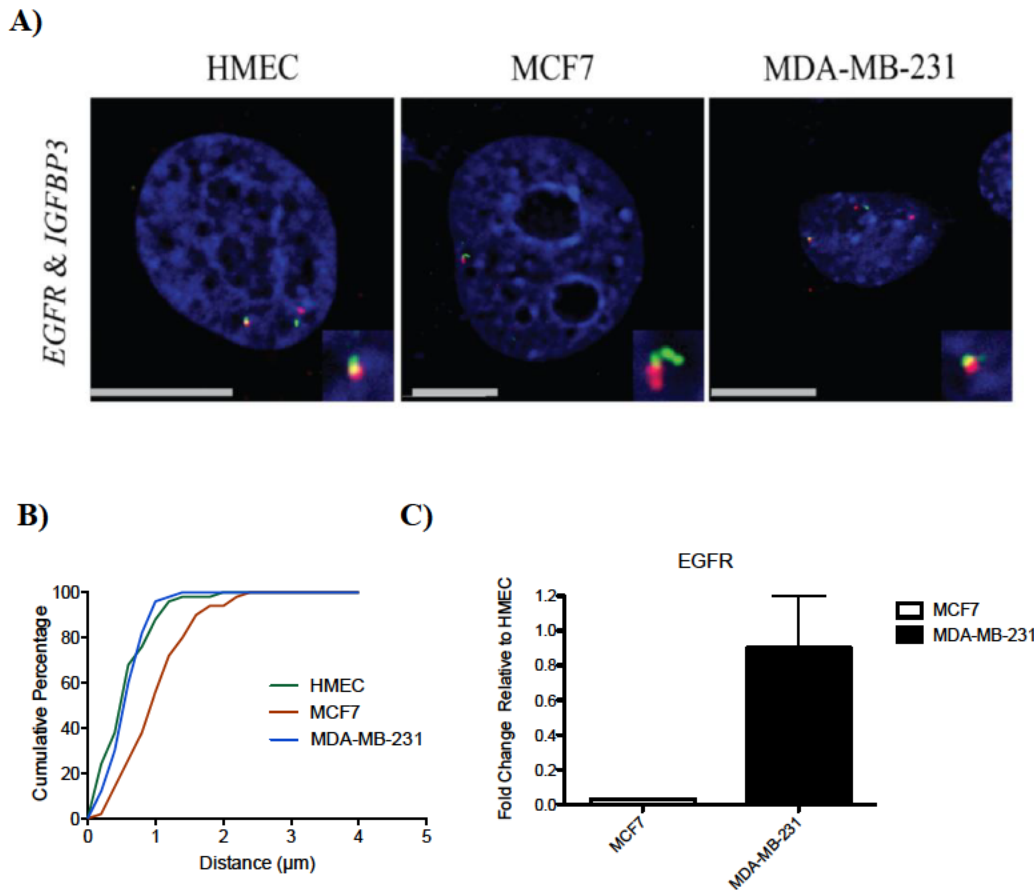 A)
HMEC
MCF7
MDA-MB-231
EGFR & IGFBP3
B)
Cumulative Percentage
100
80
60
40
20
0
HMEC
MCF7
MDA-MB-231
0 1 2 3 4 5
Distance (µm)
C)
EGFR
Fold Change Relative to HMEC
1.2
1.0
0.8
0.6
0.4
0.2
0.0
MCF7
MDA-MB-231
MCF7
MDA-MB-231